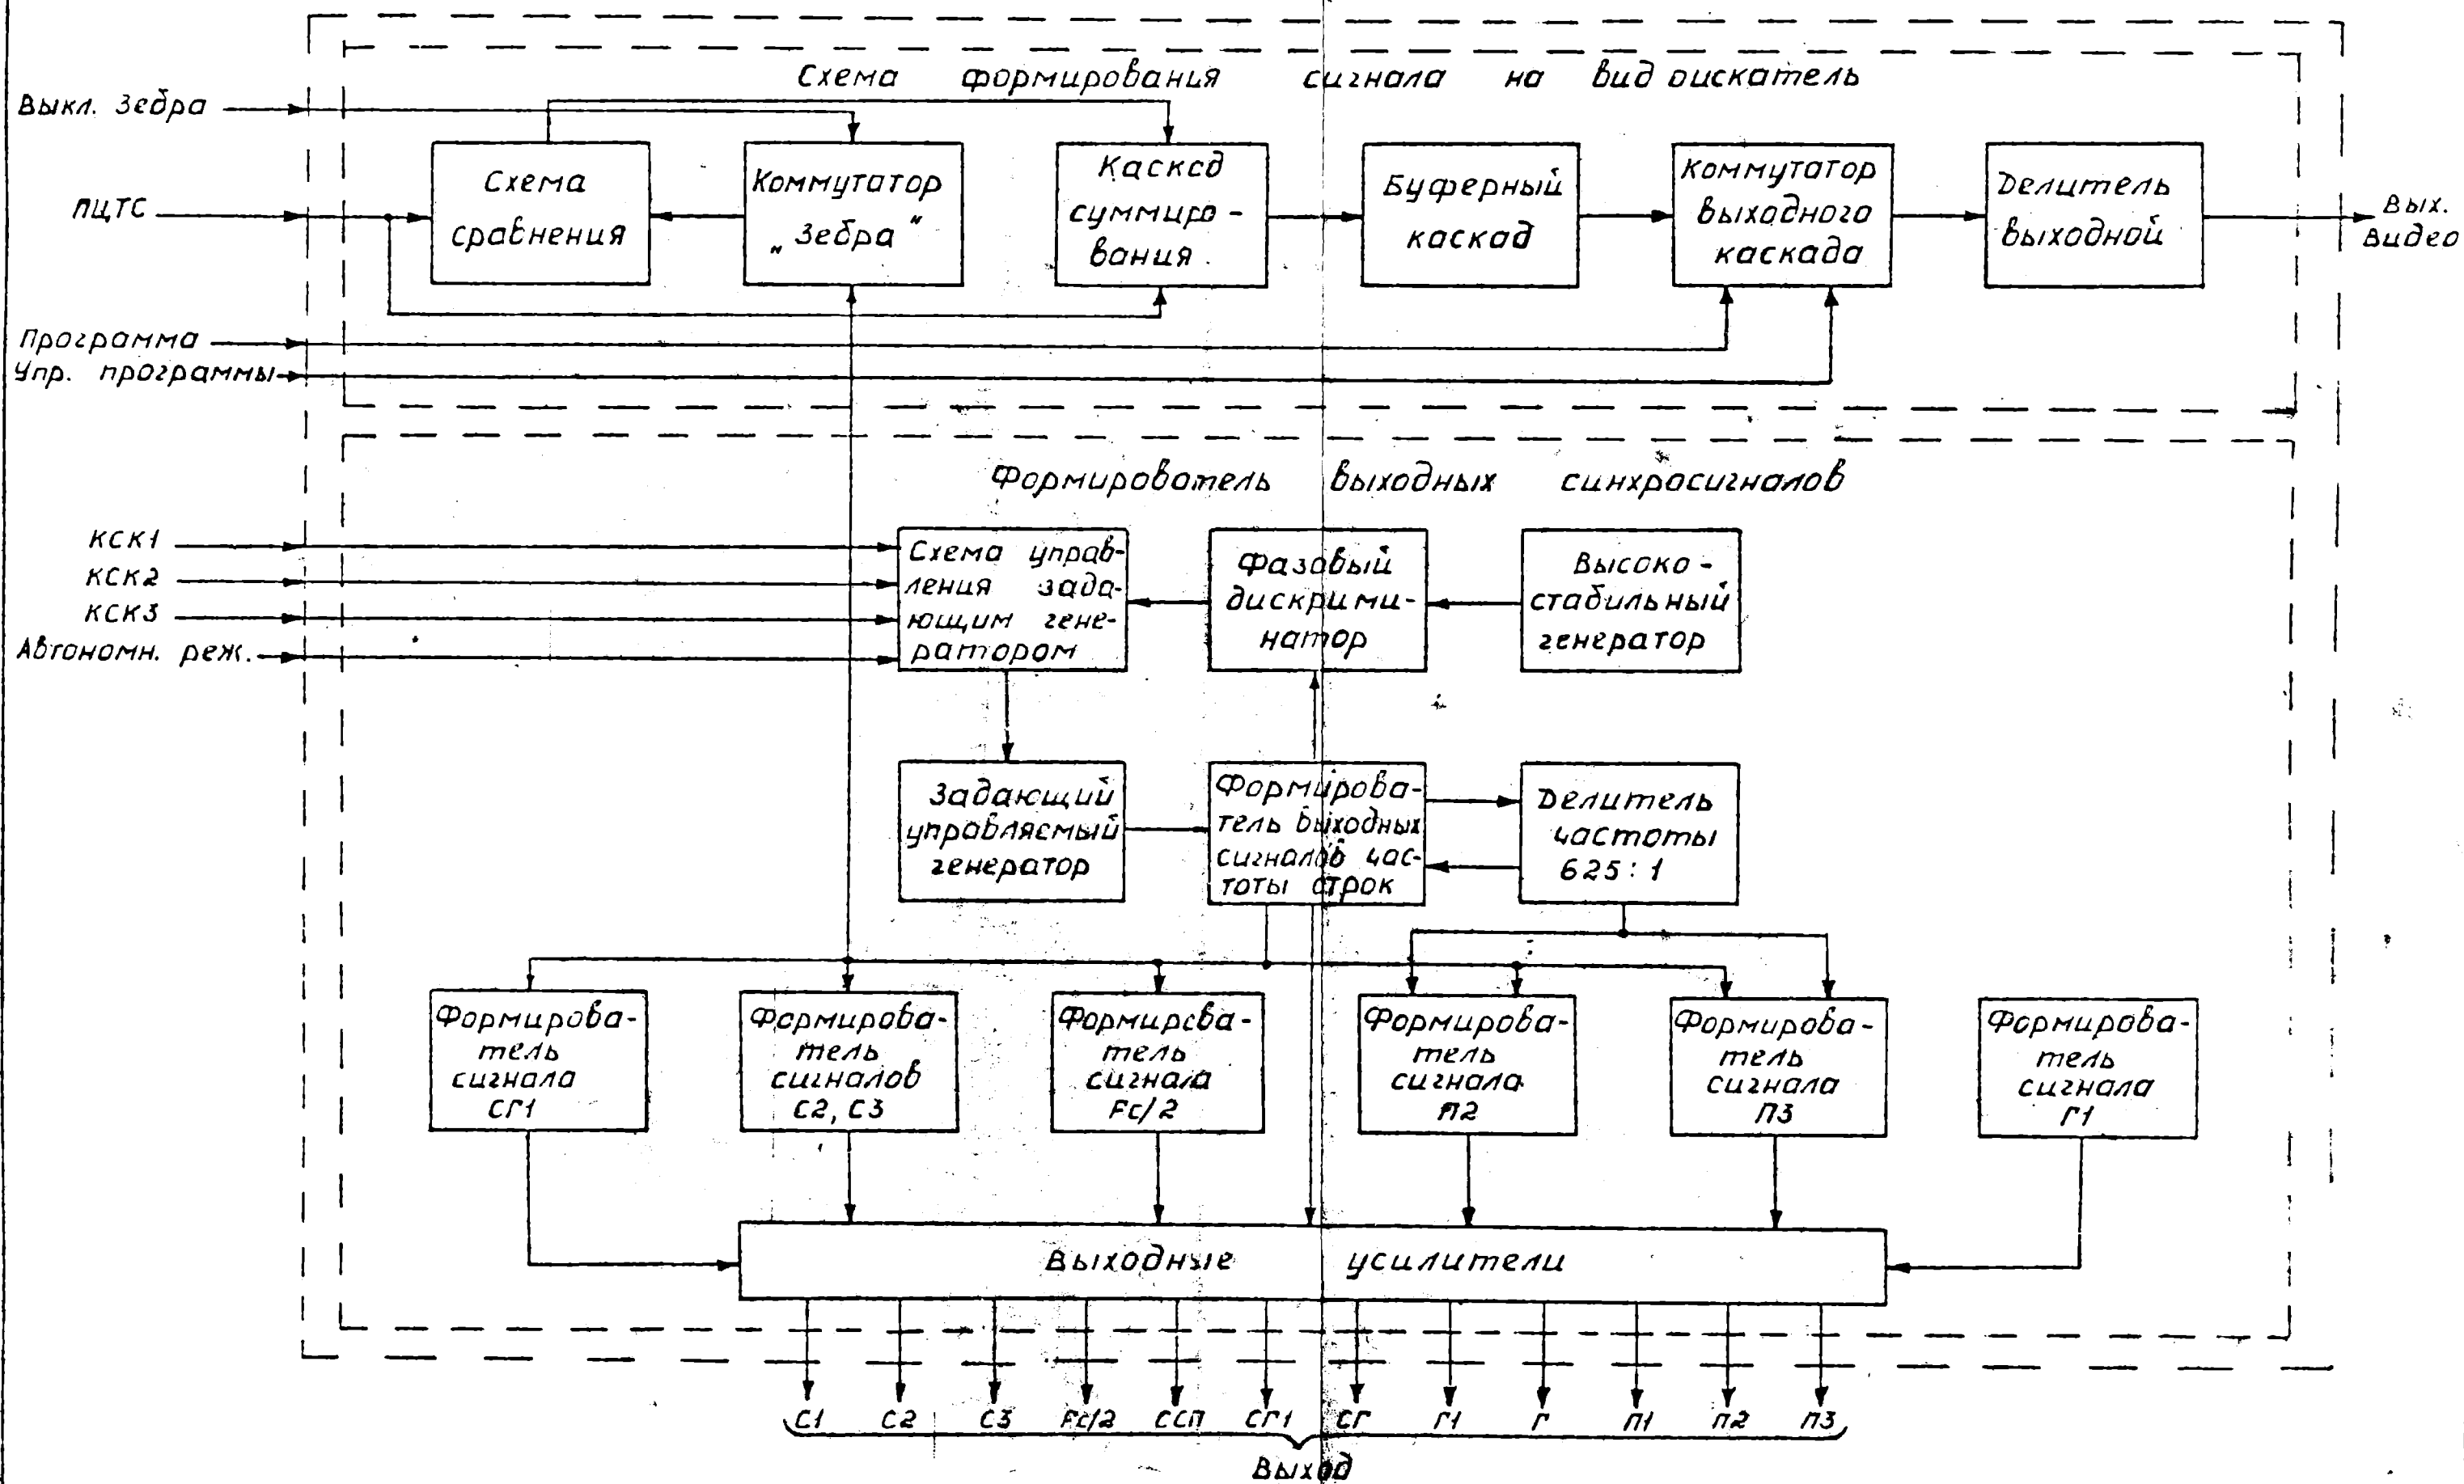 Схема формирования сигнала на видоискатель
Выкл. Зебра
ПЦТС
Схема
сравнения
Коммутатор
„Зебра“
Каскад
суммиро-
вания
Буферный
каскад
Коммутатор
выходного
каскада
Делитель
выходной
Вых.
Видео
Программа
Упр. программы
Формирователь выходных синхросигналов
КСК1
КСК2
КСК3
Автономн. реж.
Схема управ-
ления зада-
ющим гене-
ратором
Фазовый
дискрими-
натор
Высоко-
стабильный
генератор
Задающий
управляемый
генератор
Формирова-
тель выходных
сигналов час-
тоты строк
Делитель
частоты
625:1
Формирова-
тель
сигнала
СГ1
Формирова-
тель
сигналов
С2, С3
Формирова-
тель
сигнала
Fс/2
Формирова-
тель
сигнала
П2
Формирова-
тель
сигнала
П3
Формирова-
тель
сигнала
Г1
Выходные усилители
С1 С2 С3 Fс/2 ССП СГ1 СГ Г1 Г П1 П2 П3
Выход